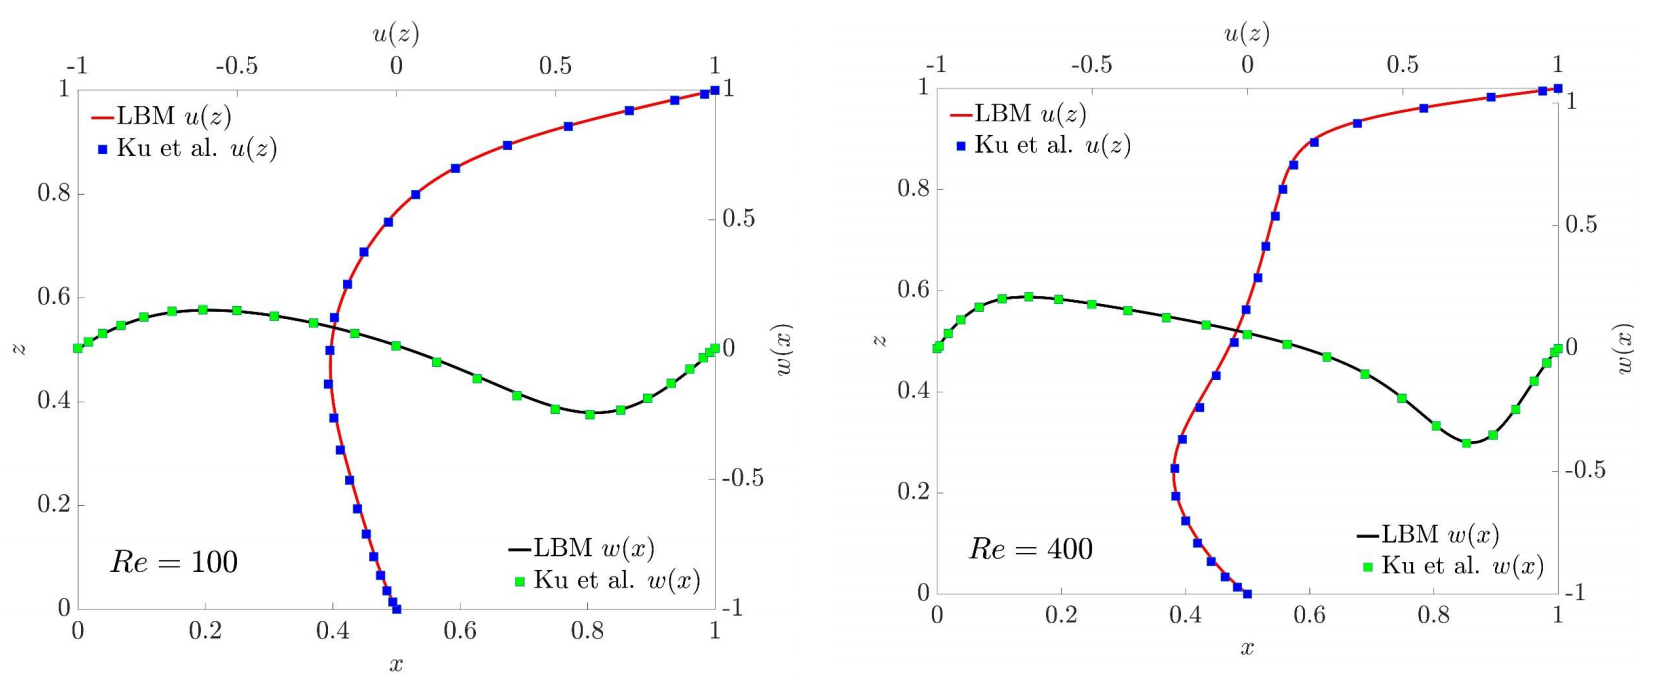 u(z)
-1 -0.5 0 0.5 1
1 1
LBM u(z)
Ku et al. u(z)
0.8
0.5
0.6
z
0
w(x)
0.4
-0.5
0.2
LBM w(x)
Re = 100
Ku et al. w(x)
0 -1
0 0.2 0.4 0.6 0.8 1
x
u(z)
-1 -0.5 0 0.5 1
1 1
LBM u(z)
Ku et al. u(z)
0.8
0.5
0.6
z
0
w(x)
0.4
-0.5
0.2
LBM w(x)
Re = 400
Ku et al. w(x)
0 -1
0 0.2 0.4 0.6 0.8 1
x